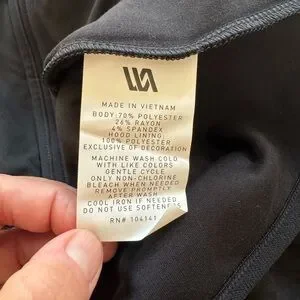 MADE IN VIETNAM
BODY: 70% POLYESTER
26% RAYON
4% SPANDEX
HOOD LINING
100% POLYESTER
EXCLUSIVE OF DECORATION
MACHINE WASH COLD
WITH LIKE COLORS
GENTLE CYCLE
ONLY NON-CHLORINE
BLEACH WHEN NEEDED
REMOVE PROMPTLY
AFTER WASH
COOL IRON IF NEEDED
DO NOT USE SOFTENERS
RN# 104141